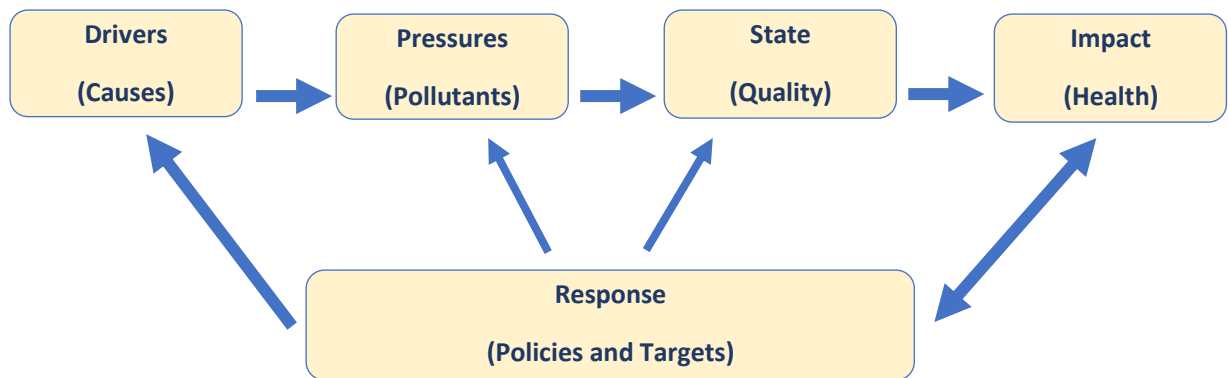 Drivers
(Causes)
Pressures
(Pollutants)
State
(Quality)
Impact
(Health)
Response
(Policies and Targets)